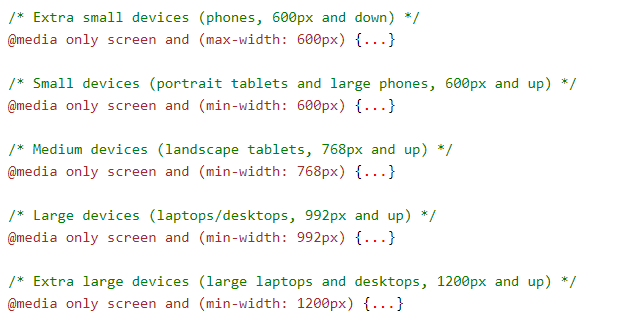 /* Extra small devices (phones, 600px and down) */
@media only screen and (max-width: 600px) {...}
/* Small devices (portrait tablets and large phones, 600px and up) */
@media only screen and (min-width: 600px) {...}
/* Medium devices (landscape tablets, 768px and up) */
@media only screen and (min-width: 768px) {...}
/* Large devices (laptops/desktops, 992px and up) */
@media only screen and (min-width: 992px) {...}
/* Extra large devices (large laptops and desktops, 1200px and up) */
@media only screen and (min-width: 1200px) {...}